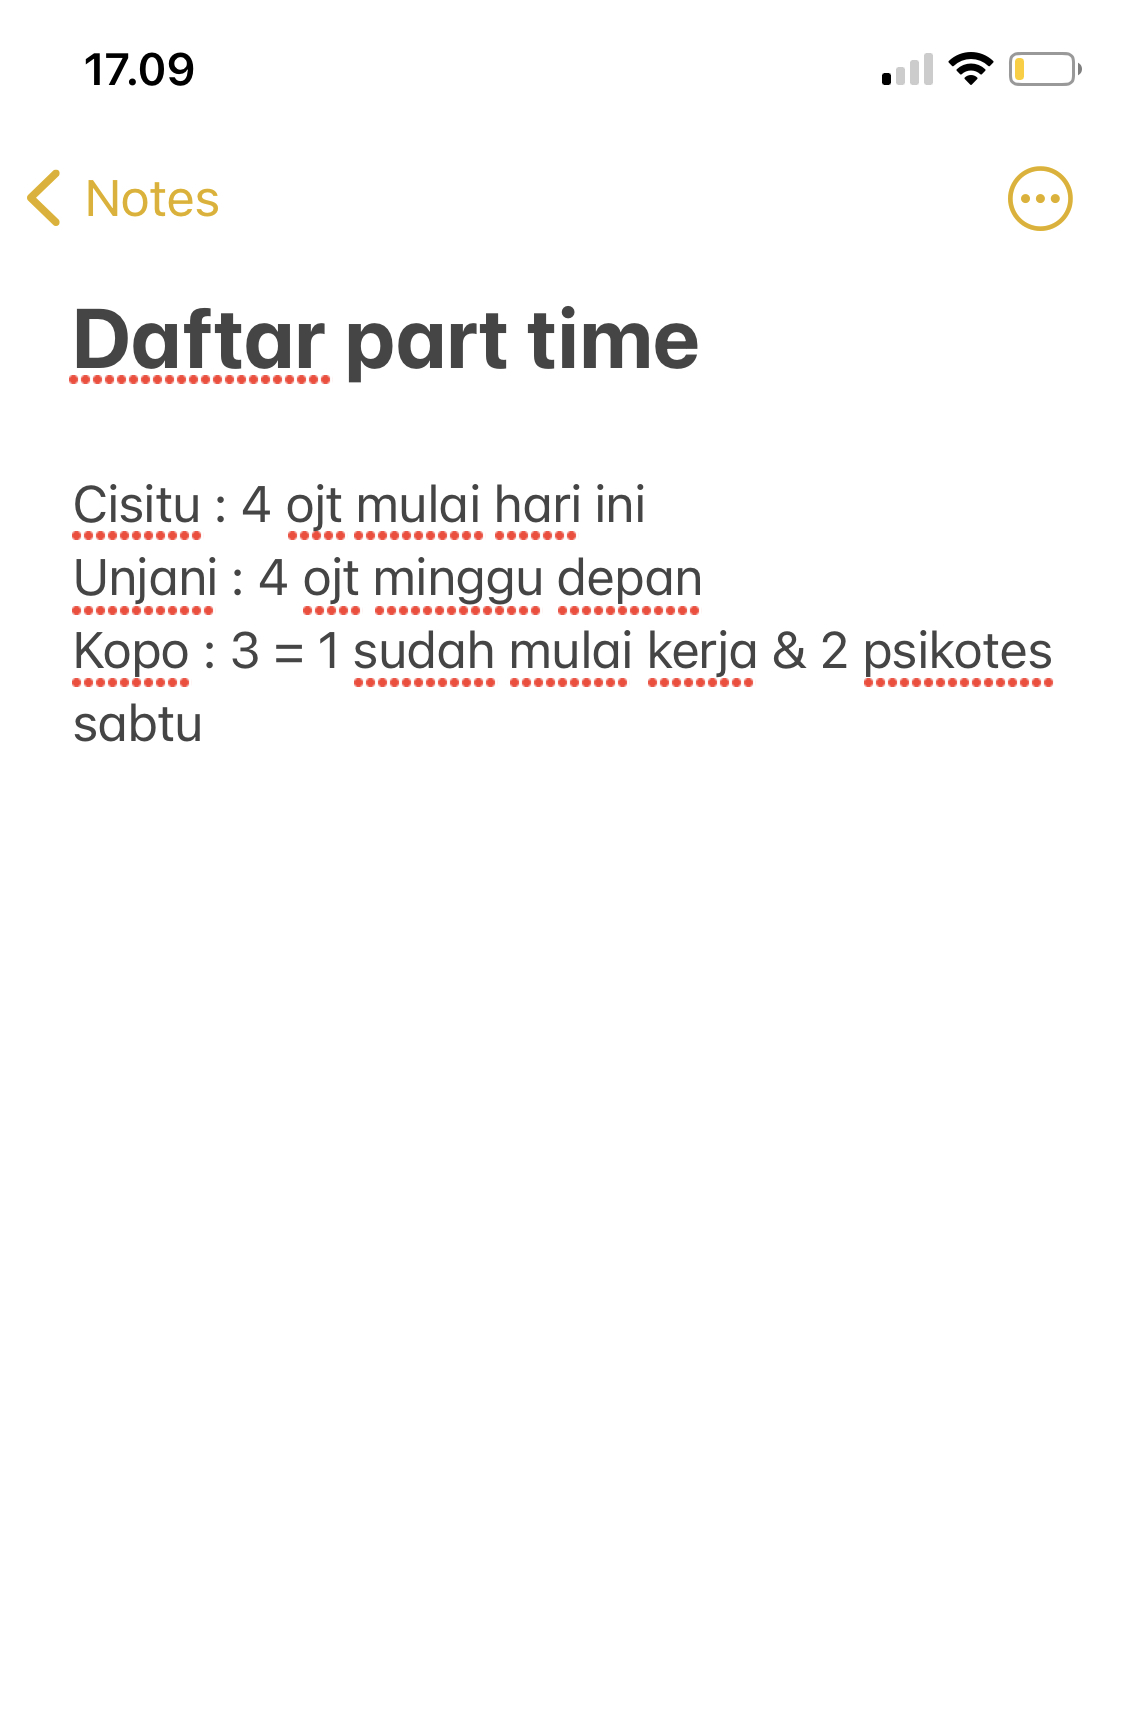 17.09
Notes
Daftar part time
Cisitu : 4 ojt mulai hari ini
Unjani : 4 ojt minggu depan
Kopo : 3 = 1 sudah mulai kerja & 2 psikotes
sabtu